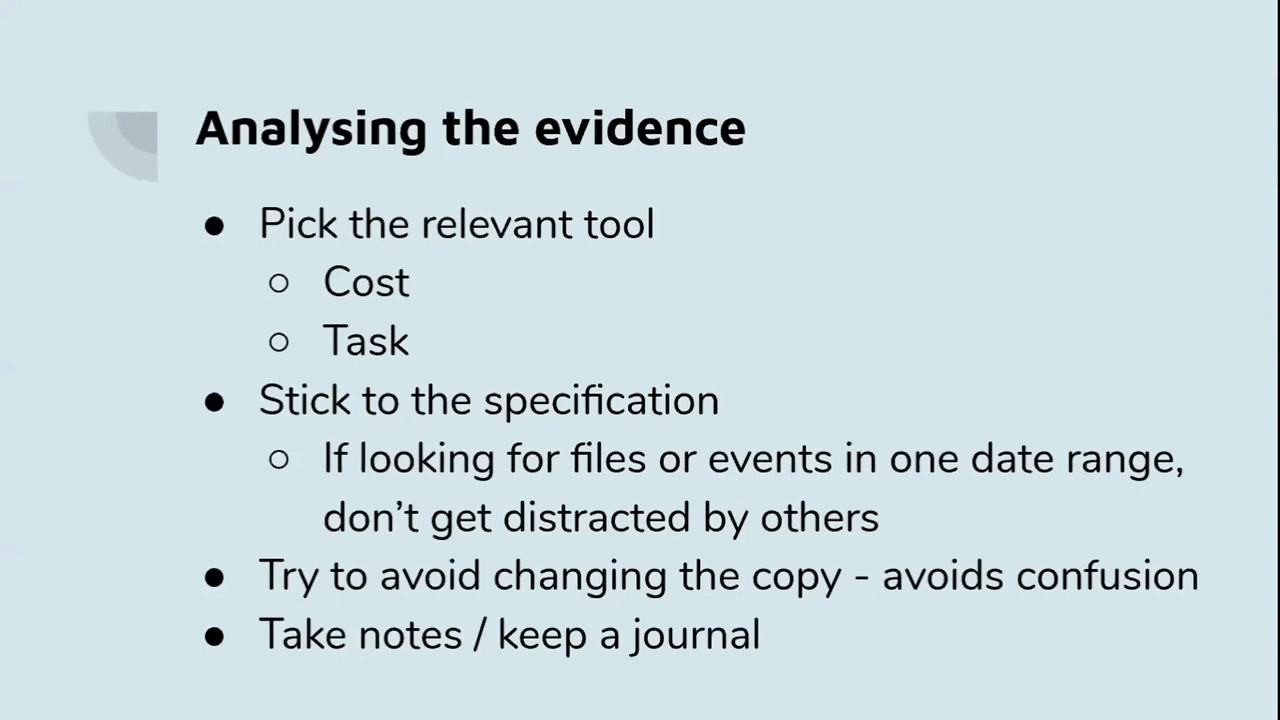 Analysing the evidence
● Pick the relevant tool
○ Cost
○ Task
● Stick to the specification
○ If looking for files or events in one date range,
don’t get distracted by others
● Try to avoid changing the copy - avoids confusion
● Take notes / keep a journal